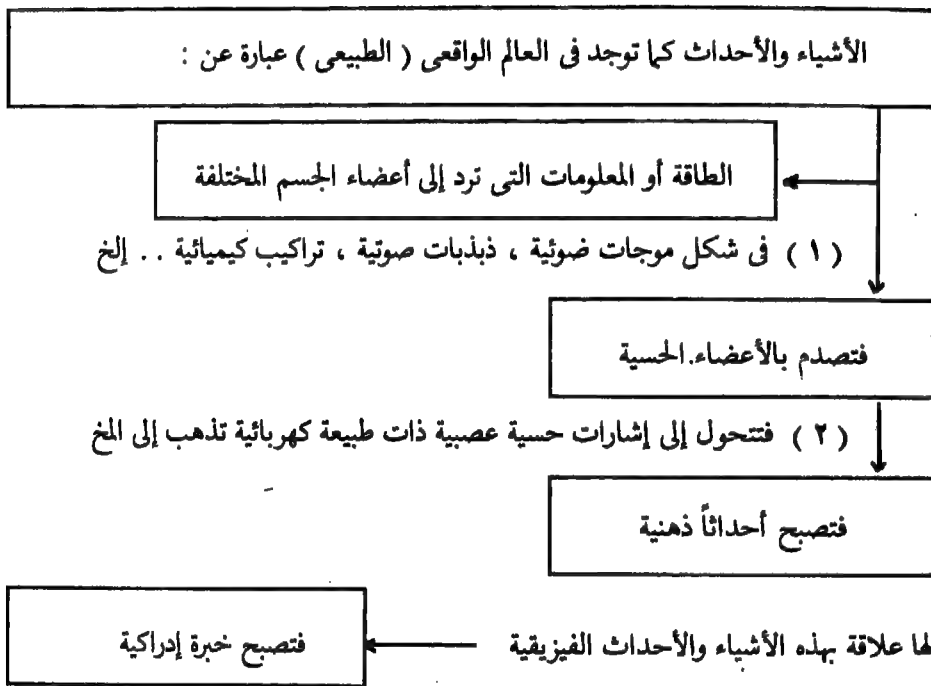 الأشياء والأحداث كما توجد فى العالم الواقعى ( الطبيعى ) عبارة عن :
الطاقة أو المعلومات التى ترد إلى أعضاء الجسم المختلفة
( ١ ) فى شكل موجات ضوئية ، ذبذبات صوتية ، تراكيب كيميائية .. إلخ
فتصدم بالأعضاء الحسية
( ٢ ) فتتحول إلى إشارات حسية عصبية ذات طبيعة كهربائية تذهب إلى المخ
فتصبح أحداثاً ذهنية
لها علاقة بهذه الأشياء والأحداث الفيزيقية
فتصبح خبرة إدراكية